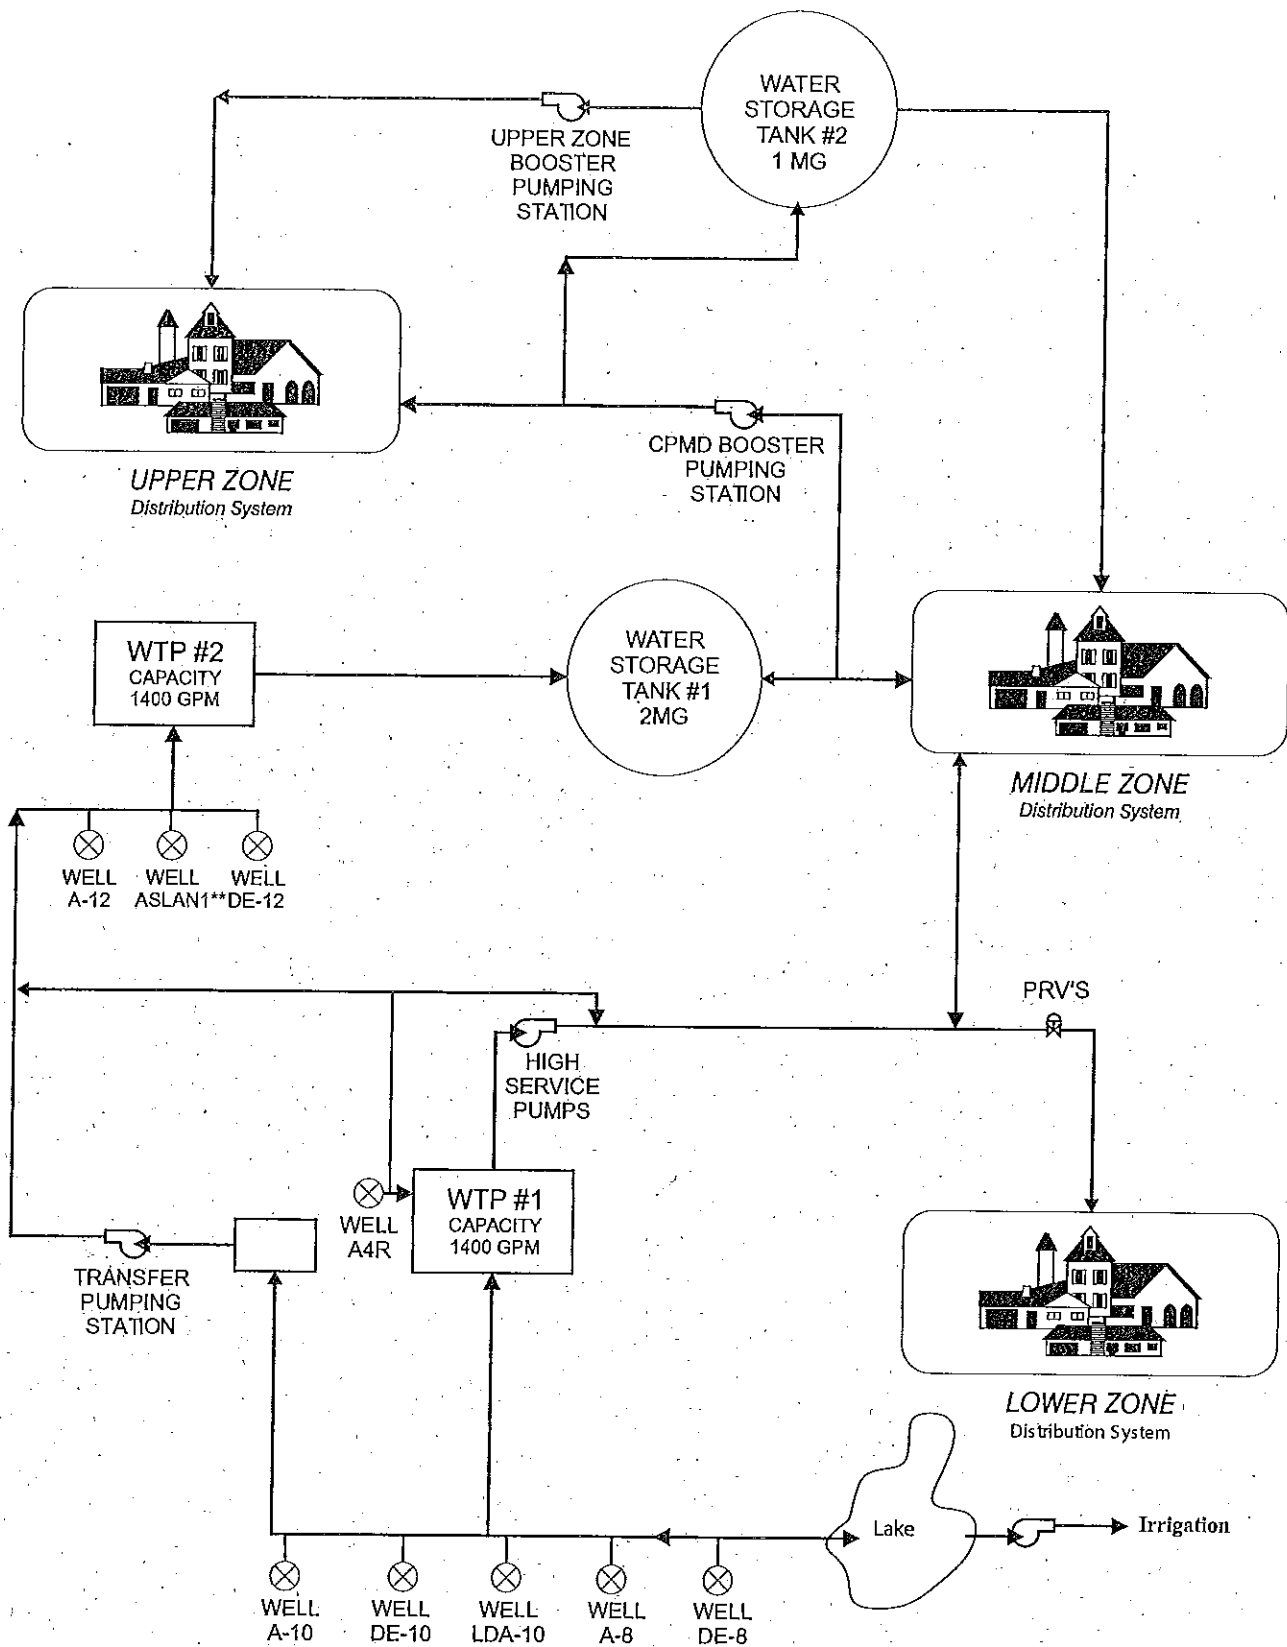 WATER
STORAGE
TANK #2
1 MG
UPPER ZONE
BOOSTER
PUMPING
STATION
UPPER ZONE
Distribution System
CPMD BOOSTER
PUMPING
STATION
WTP #2
CAPACITY
1400 GPM
WATER
STORAGE
TANK #1
2MG
MIDDLE ZONE
Distribution System
WELL
A-12
WELL
ASLAN1**
WELL
DE-12
PRV'S
HIGH
SERVICE
PUMPS
WELL
A4R
WTP #1
CAPACITY
1400 GPM
TRANSFER
PUMPING
STATION
LOWER ZONE
Distribution System
Lake
Irrigation
WELL
A-10
WELL
DE-10
WELL
LDA-10
WELL
A-8
WELL
DE-8